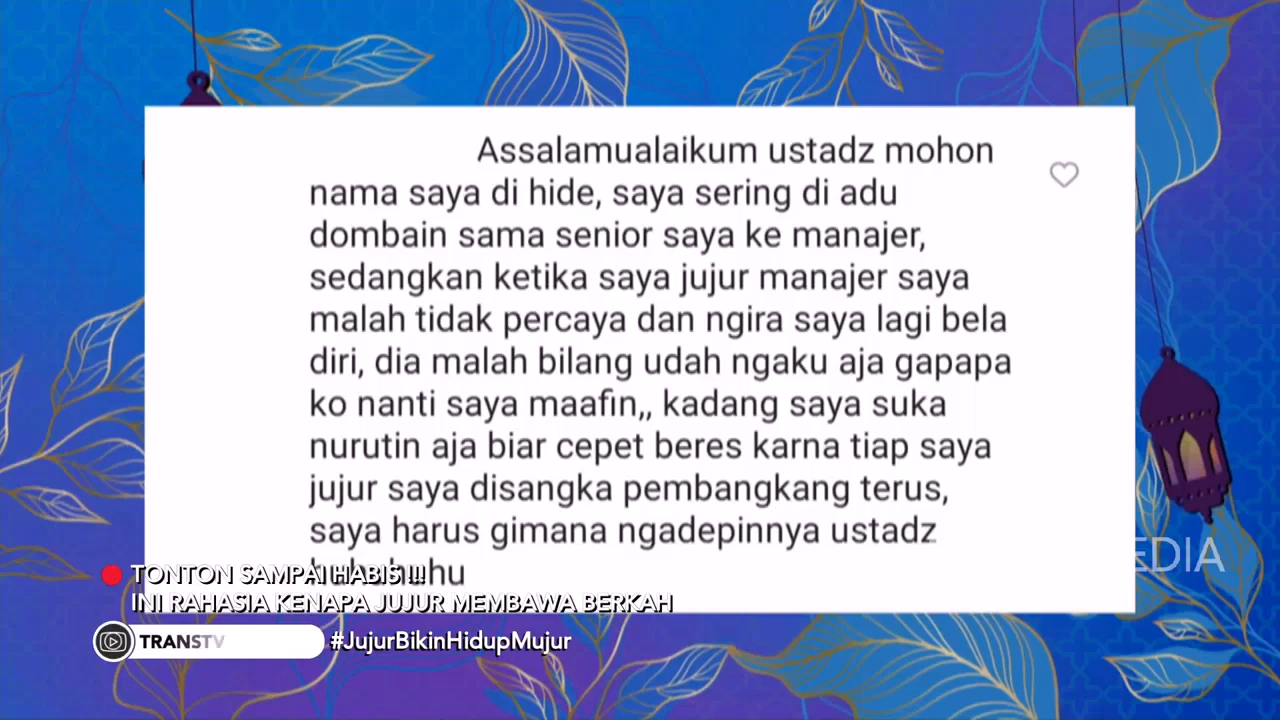 Assalamualaikum ustadz mohon
nama saya di hide, saya sering di adu
dombain sama senior saya ke manajer,
sedangkan ketika saya jujur manajer saya
malah tidak percaya dan ngira saya lagi bela
diri, dia malah bilang udah ngaku aja gapapa
ko nanti saya maafin,, kadang saya suka
nurutin aja biar cepet beres karna tiap saya
jujur saya disangka pembangkang terus,
saya harus gimana ngadepinnya ustadz
EDIA
TONTON SAMPAI HABIS !!!
INI RAHASIA KENAPA JUJUR MEMBAWA BERKAH
TRANSTV #JujurBikinHidupMujur